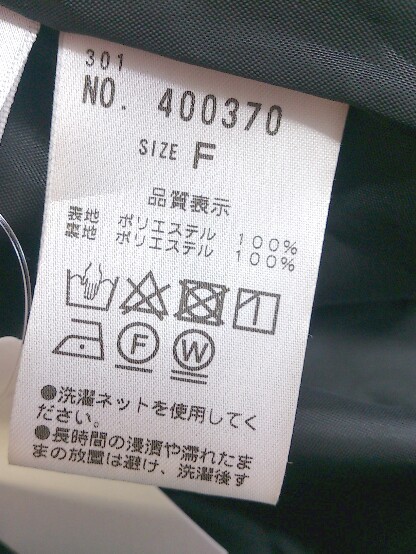 301
NO. 400370
SIZE F
品質表示
表地 ポリエステル 100%
裏地 ポリエステル 100%
F W
●洗濯ネットを使用してく
ださい。
●長時間の浸漬や濡れたま
まの放置は避け、洗濯後す